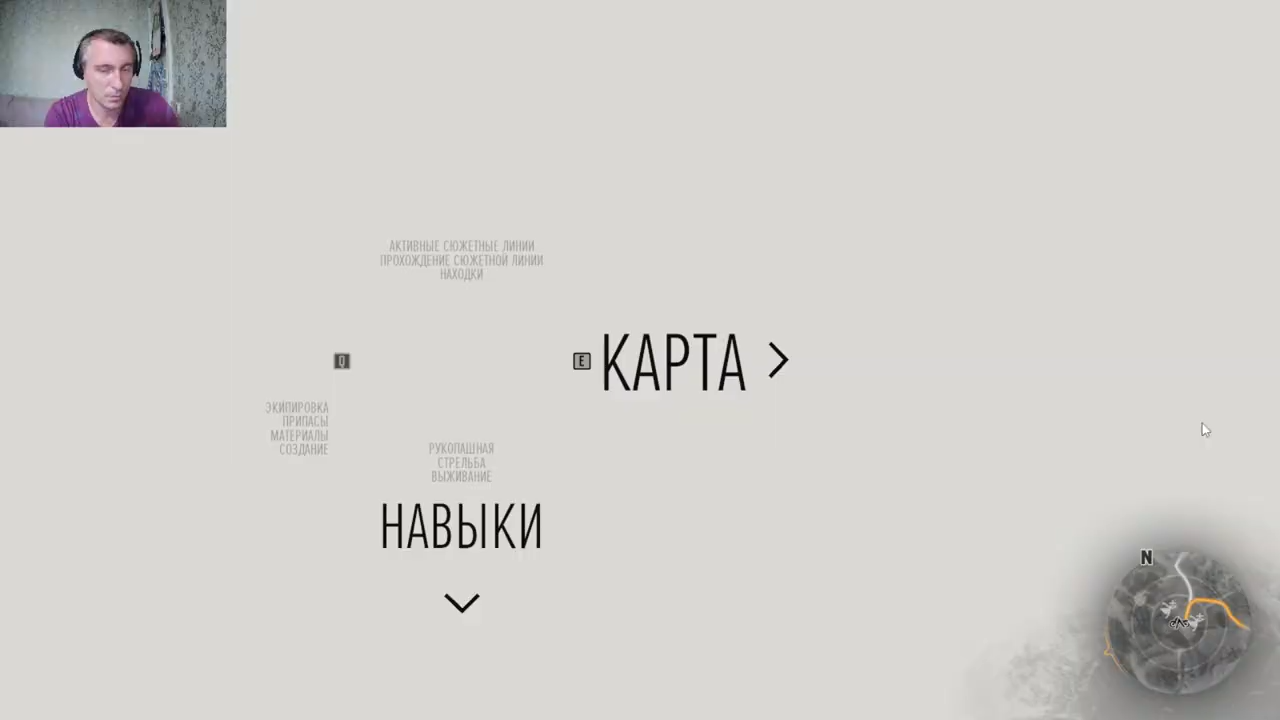 АКТИВНЫЕ СЮЖЕТНЫЕ ЛИНИИ
ПРОХОЖДЕНИЕ СЮЖЕТНОЙ ЛИНИИ
НАХОДКИ
Q
E КАРТА
ЭКИПИРОВКА
ПРИПАСЫ
МАТЕРИАЛЫ
СОЗДАНИЕ
РУКОПАШНАЯ
СТРЕЛЬБА
ВЫЖИВАНИЕ
НАВЫКИ
N